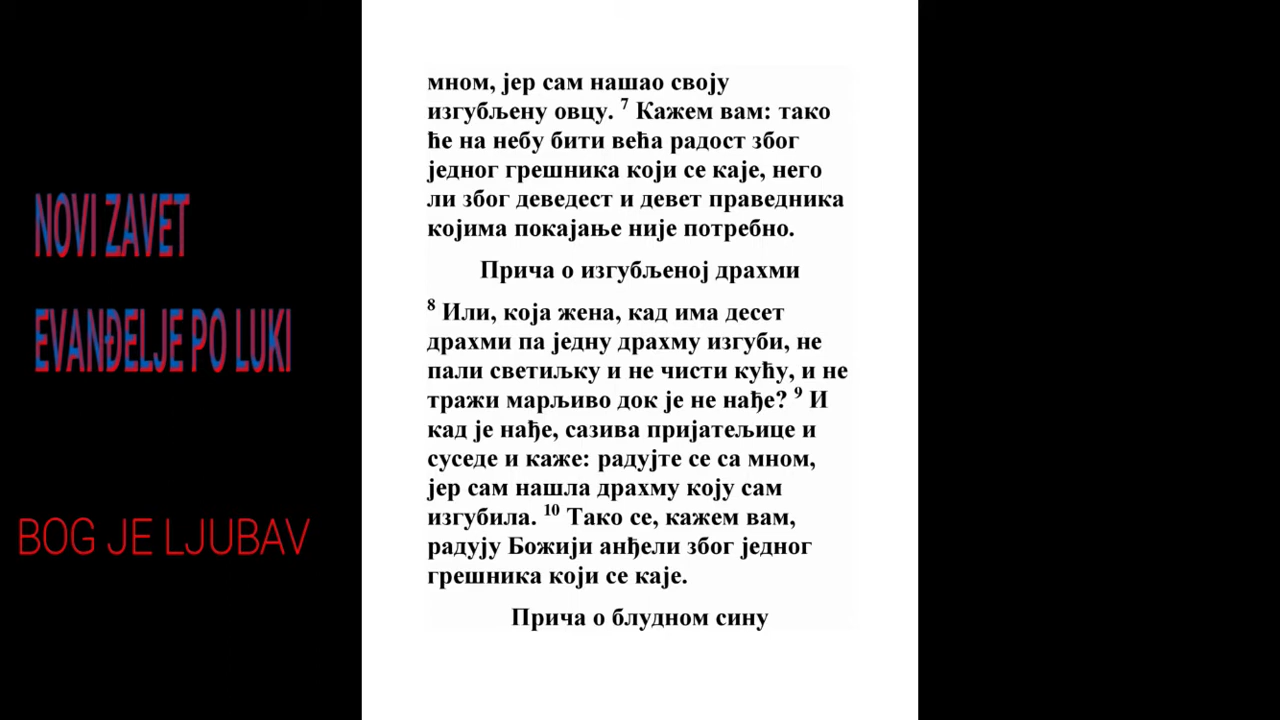 NOVI ZAVET
EVANĐELJE PO LUKI
BOG JE LJUBAV
мном, јер сам нашао своју
изгубљену овцу. 7 Кажем вам: тако
ће на небу бити већа радост због
једног грешника који се каје, него
ли због деведест и девет праведника
којима покајање није потребно.
Прича о изгубљеној драхми
8 Или, која жена, кад има десет
драхми па једну драхму изгуби, не
пали светиљку и не чисти кућу, и не
тражи марљиво док је не нађе? 9 И
кад је нађе, сазива пријатељице и
суседе и каже: радујте се са мном,
јер сам нашла драхму коју сам
изгубила. 10 Тако се, кажем вам,
радују Божији анђели због једног
грешника који се каје.
Прича о блудном сину